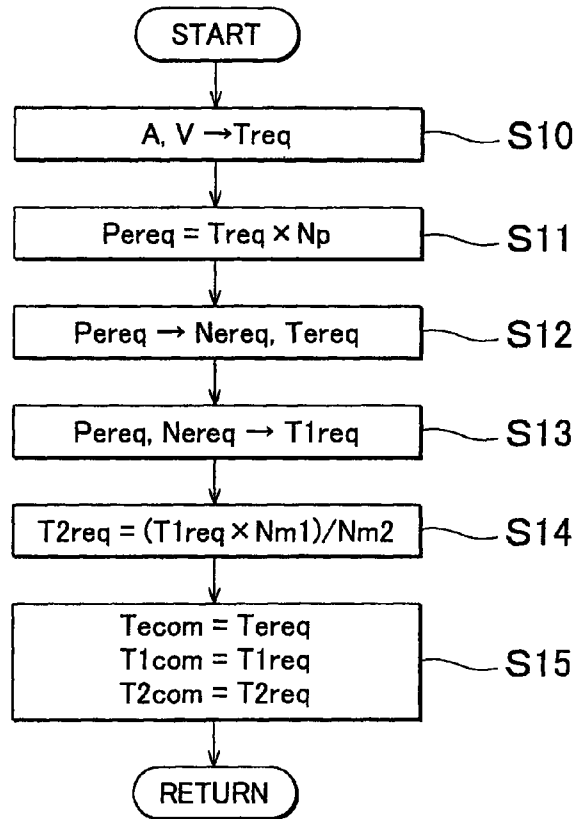 START
A, V → Treq
S10
Pereq = Treq × Np
S11
Pereq → Nereq, Tereq
S12
Pereq, Nereq → T1req
S13
T2req = (T1req × Nm1)/Nm2
S14
Tecom = Tereq
T1com = T1req
T2com = T2req
S15
RETURN